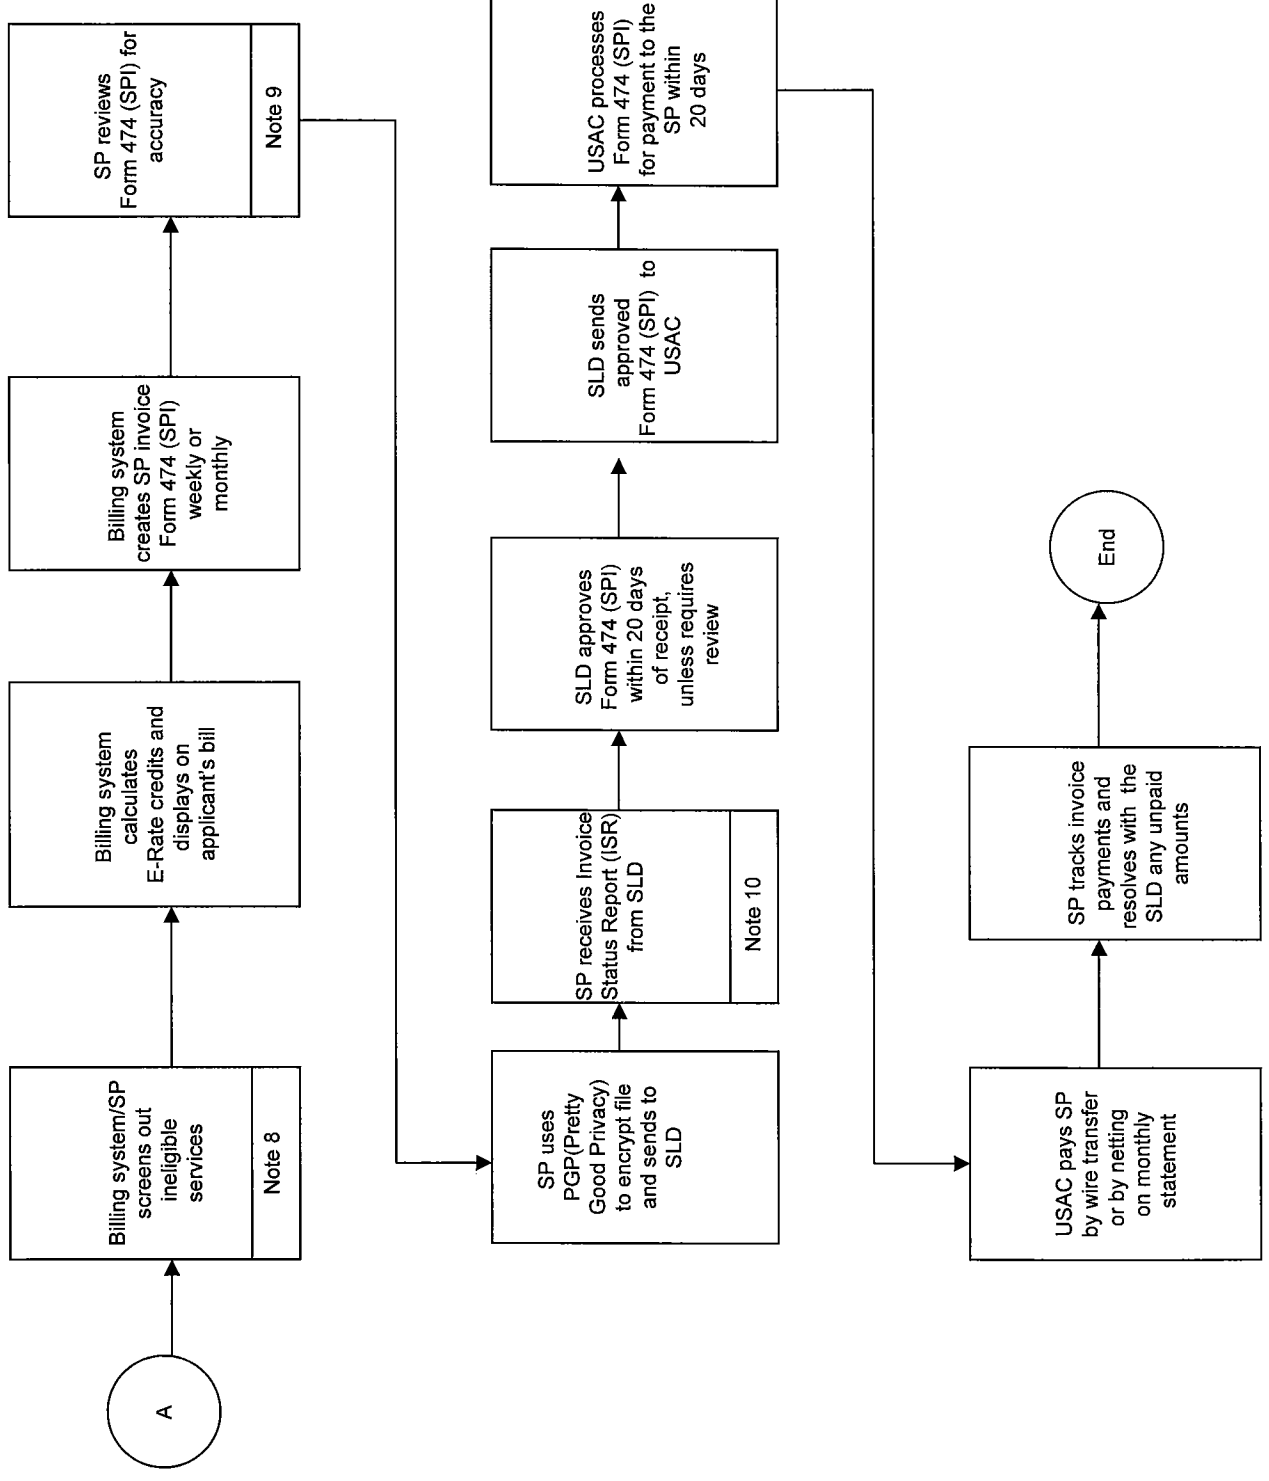 A
Billing system/SP
screens out
ineligible
services
Note 8
Billing system
calculates
E-Rate credits and
displays on
applicant's bill
Billing system
creates SP invoice
Form 474 (SPI)
weekly or
monthly
SP reviews
Form 474 (SPI) for
accuracy
Note 9
SP uses
PGP(Pretty
Good Privacy)
to encrypt file
and sends to
SLD
SP receives Invoice
Status Report (ISR)
from SLD
Note 10
SLD approves
Form 474 (SPI)
within 20 days
of receipt,
unless requires
review
SLD sends
approved
Form 474 (SPI) to
USAC
USAC processes
Form 474 (SPI)
for payment to the
SP within
20 days
USAC pays SP
by wire transfer
or by netting
on monthly
statement
SP tracks invoice
payments and
resolves with the
SLD any unpaid
amounts
End